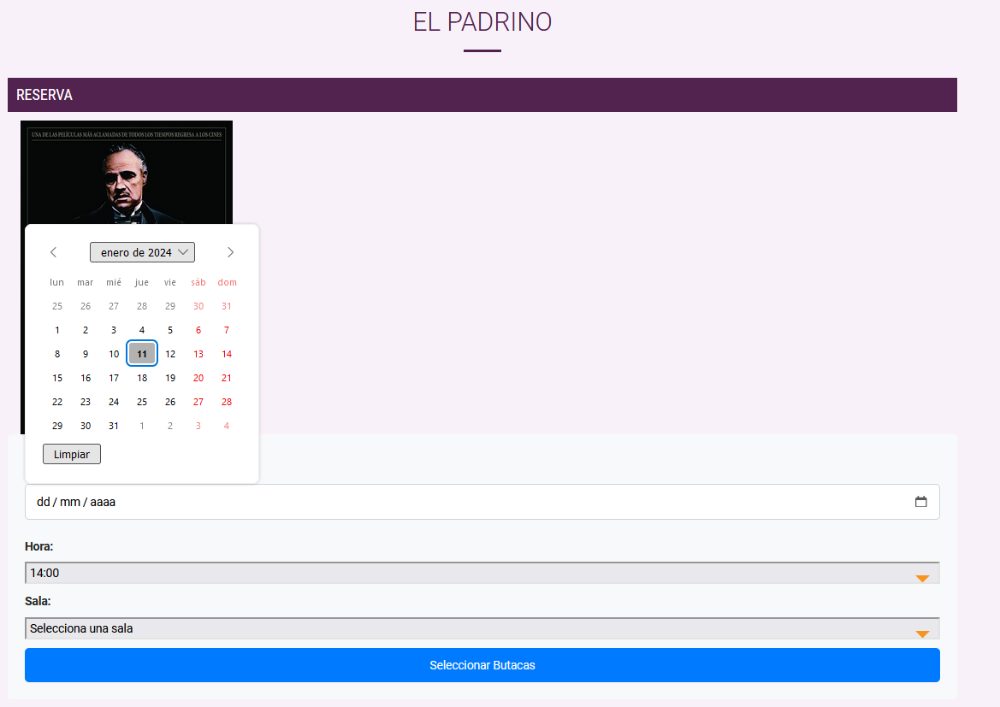 EL PADRINO
RESERVA
UNA DE LAS PELÍCULAS MÁS ACLAMADAS DE TODOS LOS TIEMPOS REGRESA A LOS CINES
enero de 2024
lun mar mié jue vie sáb dom
25 26 27 28 29 30 31
1 2 3 4 5 6 7
8 9 10 11 12 13 14
15 16 17 18 19 20 21
22 23 24 25 26 27 28
29 30 31 1 2 3 4
Limpiar
dd / mm / aaaa
Hora:
14:00
Sala:
Selecciona una sala
Seleccionar Butacas